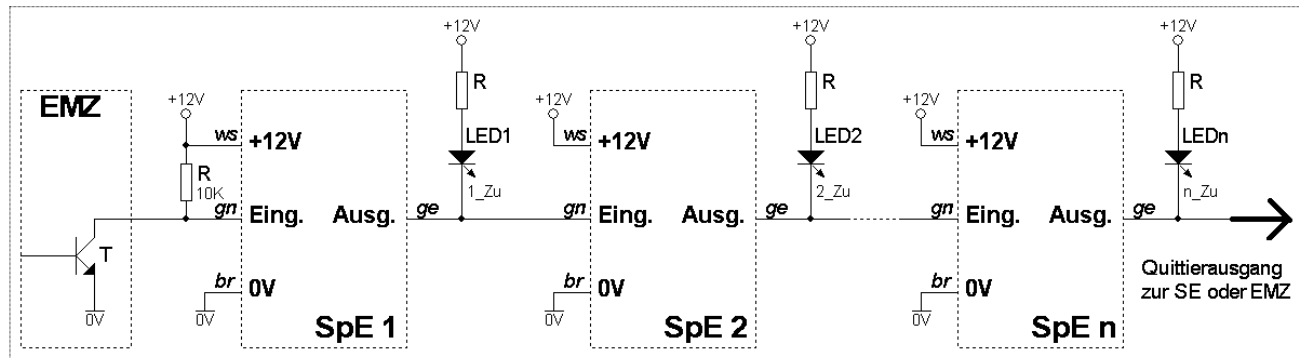 EMZ
T
0V
+12V
R
10K
ws
+12V
gn
Eing.
Ausg.
ge
br
0V
0V
SpE 1
+12V
R
LED1
1_Zu
+12V
ws
+12V
gn
Eing.
Ausg.
ge
br
0V
0V
SpE 2
+12V
R
LED2
2_Zu
+12V
ws
+12V
gn
Eing.
Ausg.
ge
br
0V
0V
SpE n
+12V
R
LEDn
n_Zu
Quittierausgang
zur SE oder EMZ